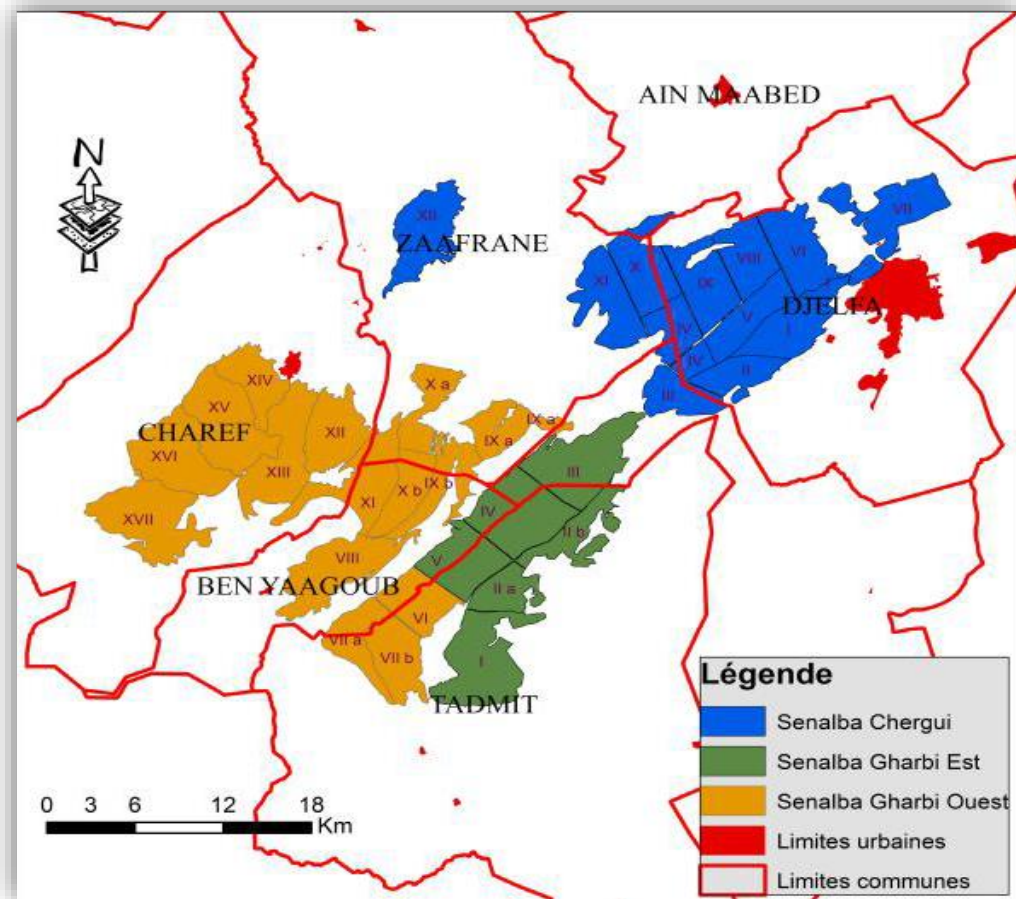 AIN MAABED
N
XII
ZAAFRANE
VII
XI
X
IX
VIII
VI
DJELFA
V
I
IV
IV
II
III
XIV
X a
XV
XII
IX a
IX a
CHAREF
XVI
XIII
III
XI
X b
IX b
XVII
IV
II b
VIII
V
BEN YAAGOUB
II a
VI
VII a
VII b
I
TADMIT
Légende
Senalba Chergui
Senalba Gharbi Est
Senalba Gharbi Ouest
Limites urbaines
Limites communes
0 3 6 12 18
Km